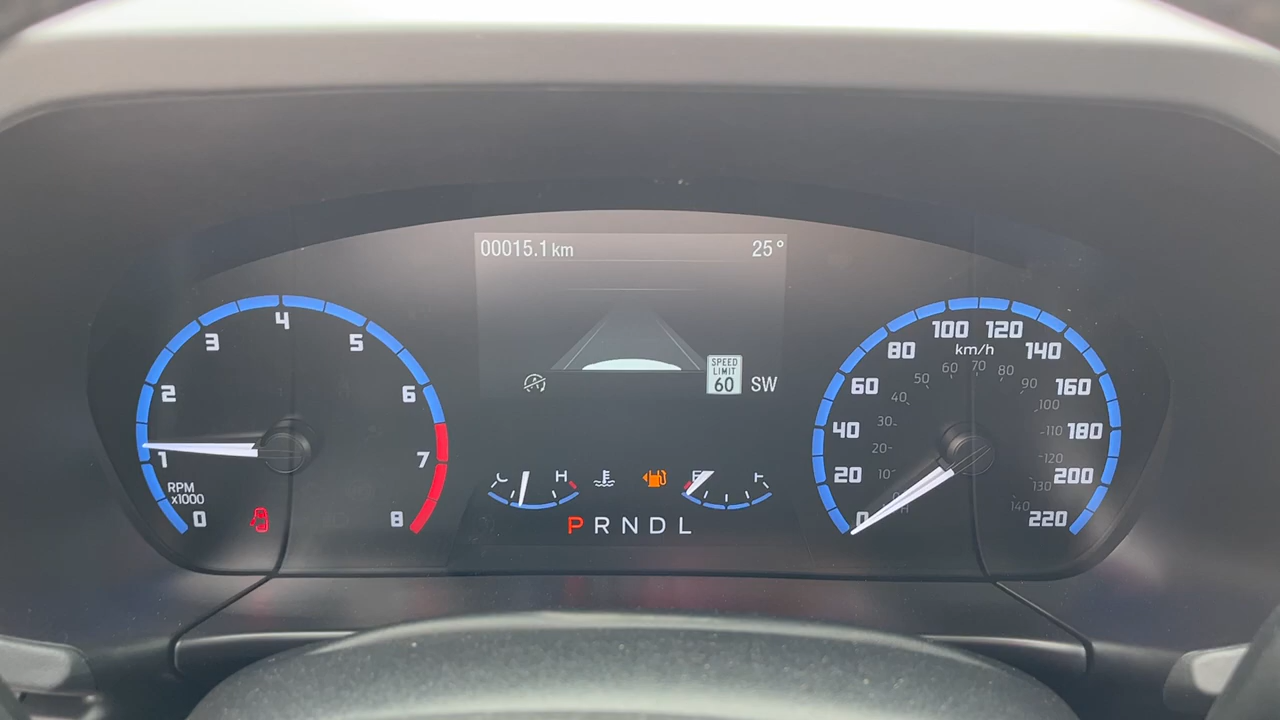 00015.1 km 25°
SPEED
LIMIT
60
SW
4
3
5
2
6
1
7
RPM
x1000
0
8
C H
E F
P R N D L
100 120
80 km/h 140
60 160
40 180
20 200
0 220
60 70 80
50 90
40 100
30 110
20 120
10 130
140